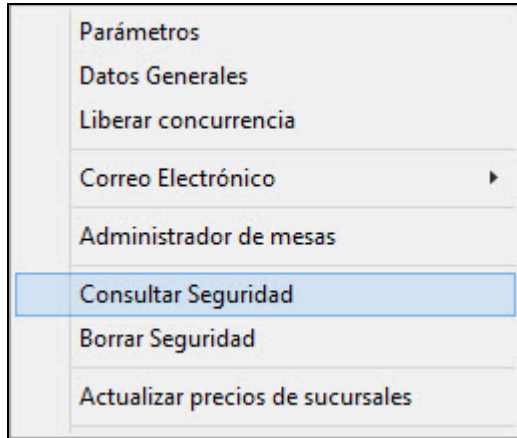 Parámetros
Datos Generales
Liberar concurrencia
Correo Electrónico
Administrador de mesas
Consultar Seguridad
Borrar Seguridad
Actualizar precios de sucursales